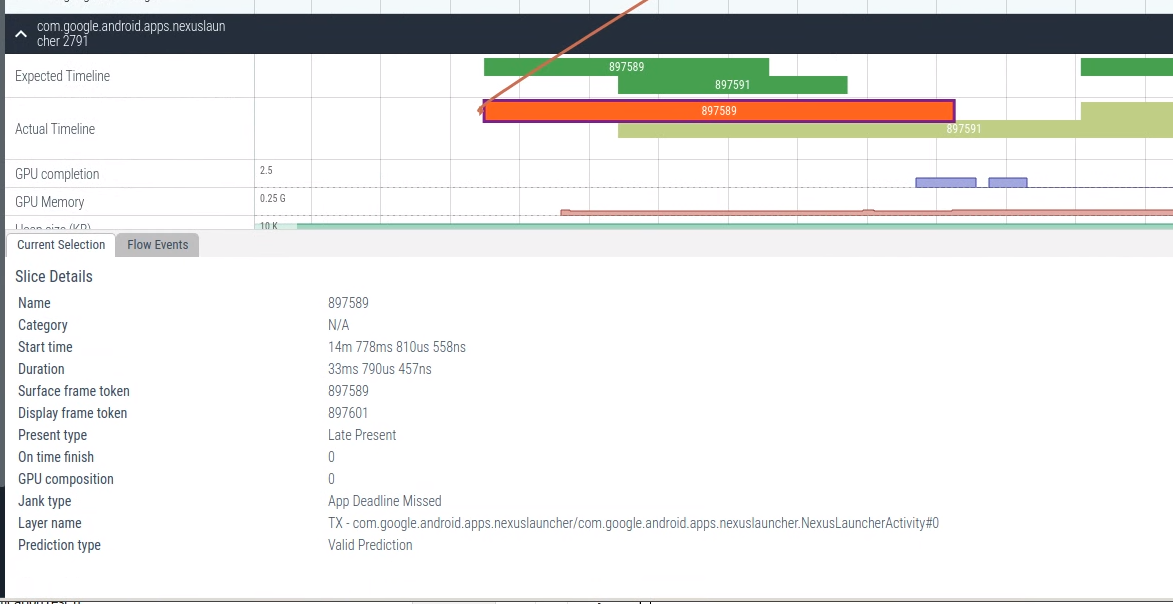 com.google.android.apps.nexuslaun
cher 2791
Expected Timeline
897589
897591
Actual Timeline
897589
897591
GPU completion
2.5
GPU Memory
0.25 G
10 K
Current Selection
Flow Events
Slice Details
Name 897589
Category N/A
Start time 14m 778ms 810us 558ns
Duration 33ms 790us 457ns
Surface frame token 897589
Display frame token 897601
Present type Late Present
On time finish 0
GPU composition 0
Jank type App Deadline Missed
Layer name TX - com.google.android.apps.nexuslauncher/com.google.android.apps.nexuslauncher.NexusLauncherActivity#0
Prediction type Valid Prediction